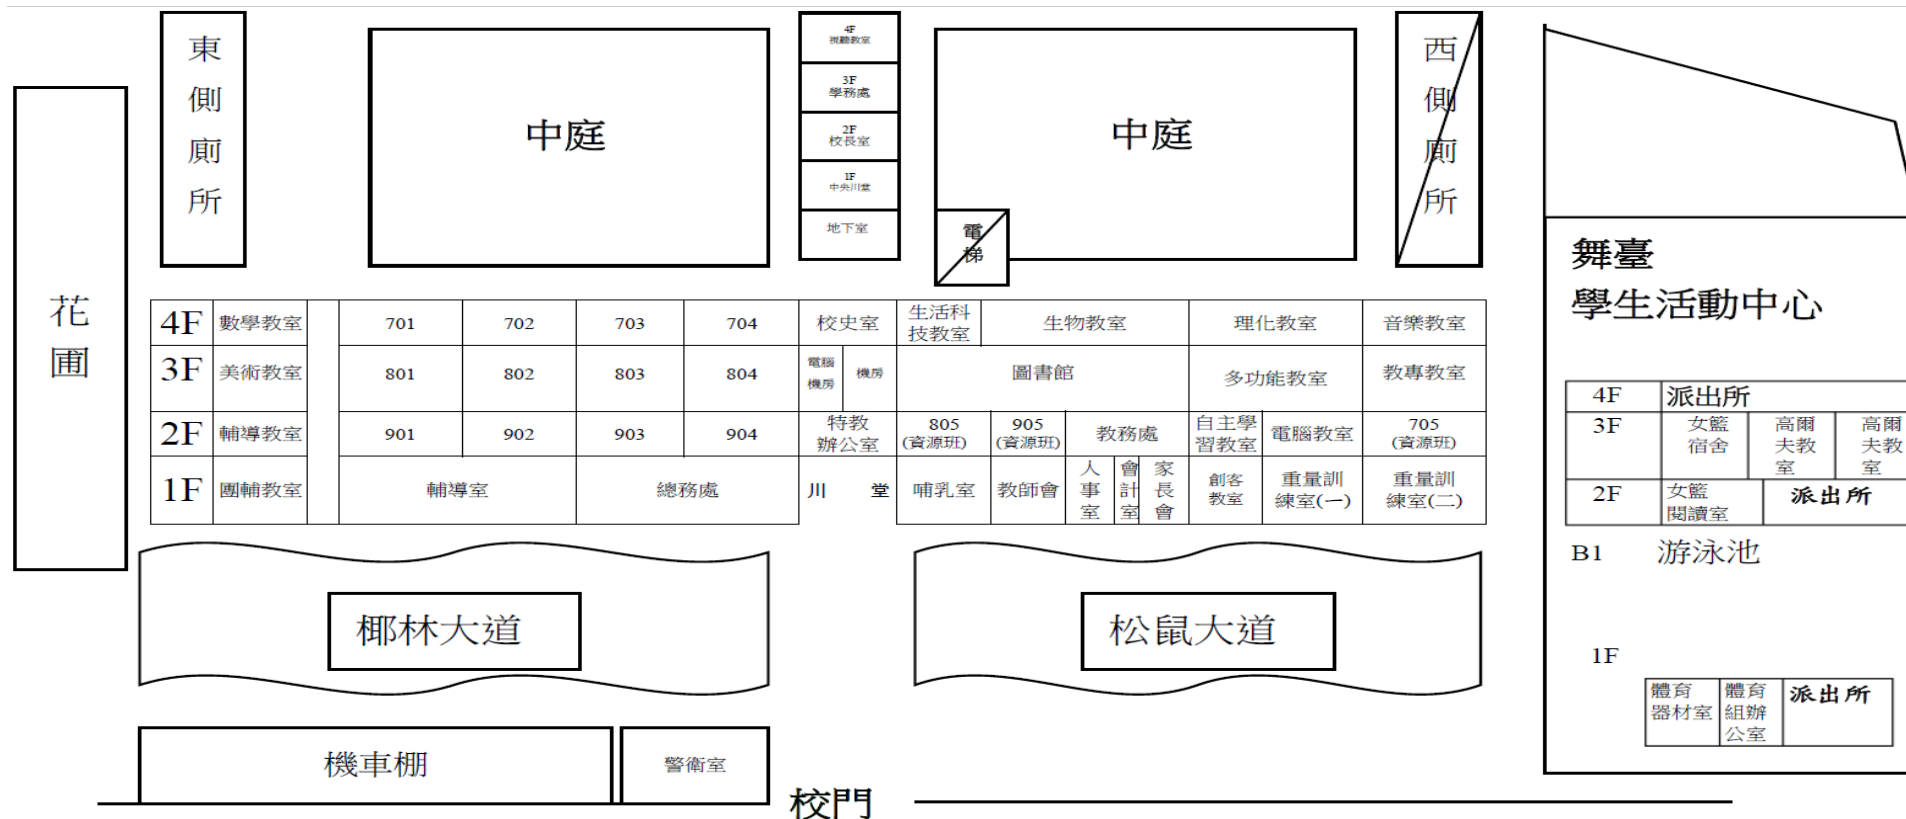 東側廁所
中庭
4F
視聽教室
3F
學務處
2F
校長室
1F
中央川堂
地下室
中庭
電梯
西側廁所
花圃
4F 數學教室 701 702 703 704 校史室 生活科技教室 生物教室 理化教室 音樂教室
3F 美術教室 801 802 803 804 電腦機房 機房 圖書館 多功能教室 教專教室
2F 輔導教室 901 902 903 904 特教辦公室 805(資源班) 905(資源班) 教務處 自主學習教室 電腦教室 705(資源班)
1F 團輔教室 輔導室 總務處 川堂 哺乳室 教師會 人事室 會計室 家長會 創客教室 重量訓練室(一) 重量訓練室(二)
椰林大道
松鼠大道
機車棚
警衛室
校門
舞臺
學生活動中心
4F 派出所
3F 女籃宿舍 高爾夫教室 高爾夫教室
2F 女籃閱讀室 派出所
B1 游泳池
1F
體育器材室 體育組辦公室 派出所